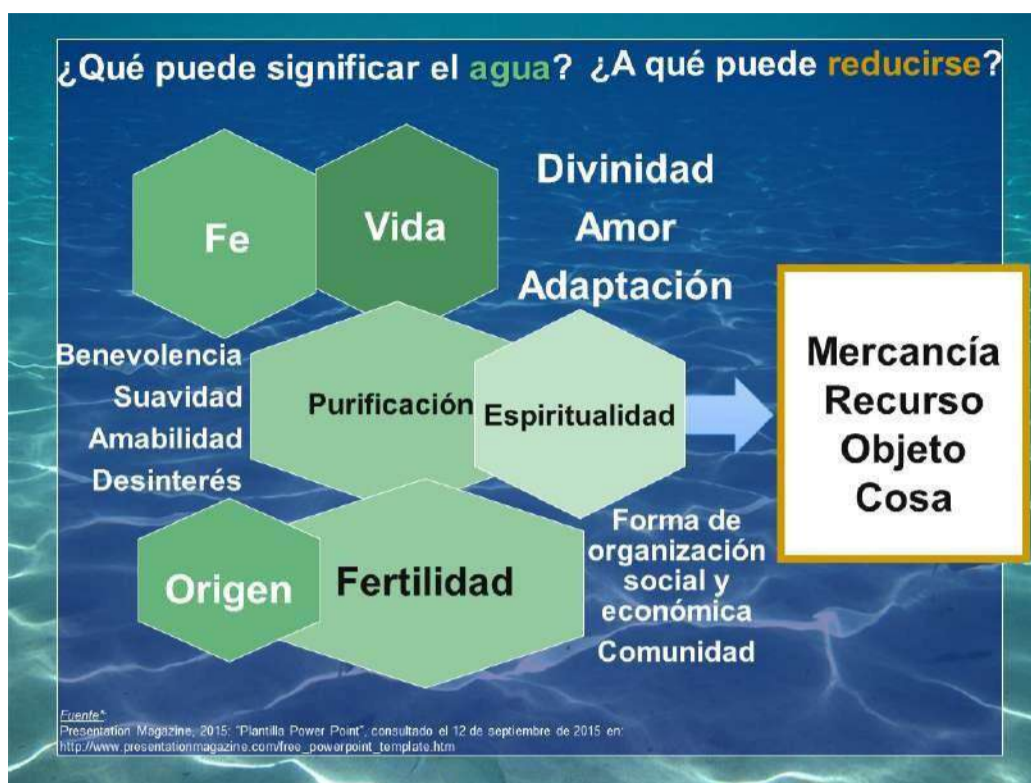 ¿Qué puede significar el agua? ¿A qué puede reducirse?
Fe
Vida
Divinidad
Amor
Adaptación
Benevolencia
Suavidad
Amabilidad
Desinterés
Purificación
Espiritualidad
Mercancía
Recurso
Objeto
Cosa
Origen
Fertilidad
Forma de
organización
social y
económica
Comunidad
Fuente*:
Presentation Magazine, 2015: "Plantilla Power Point", consultado el 12 de septiembre de 2015 en:
http://www.presentationmagazine.com/free_powerpoint_template.htm